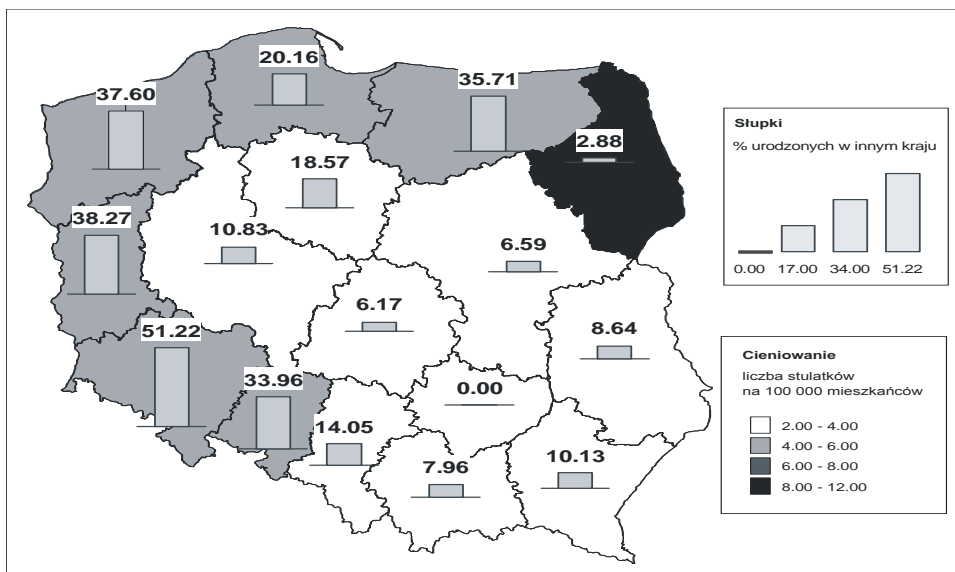 20.16
35.71
37.60
2.88
18.57
38.27
10.83
6.59
6.17
51.22
8.64
33.96
0.00
14.05
7.96
10.13
Słupki
% urodzonych w innym kraju
0.00 17.00 34.00 51.22
Cieniowanie
liczba stulatków
na 100 000 mieszkańców
2.00 - 4.00
4.00 - 6.00
6.00 - 8.00
8.00 - 12.00